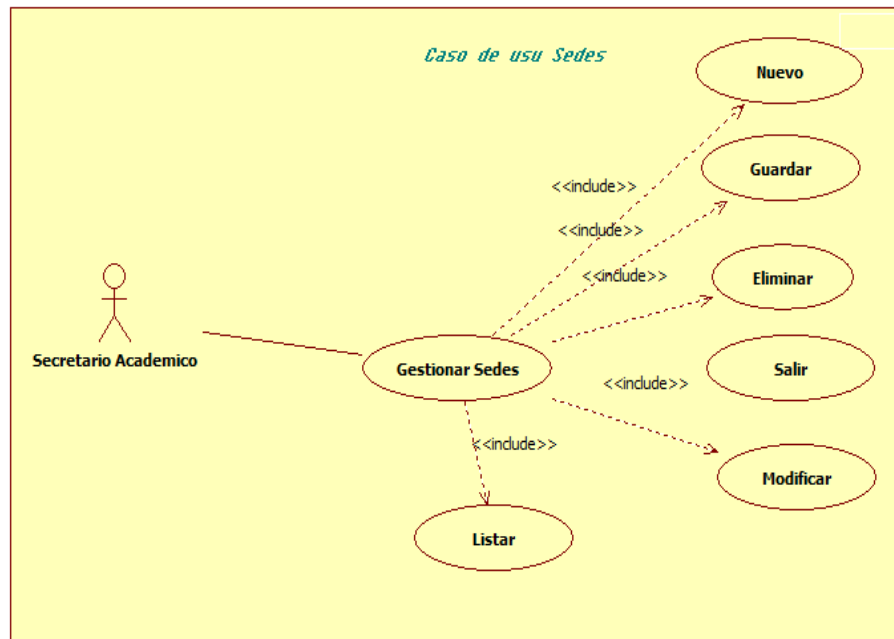 Caso de usu Sedes
Nuevo
Guardar
<<include>>
<<include>>
<<include>>
Eliminar
Secretario Academico
Gestionar Sedes
Salir
<<include>>
<<include>>
Modificar
Listar